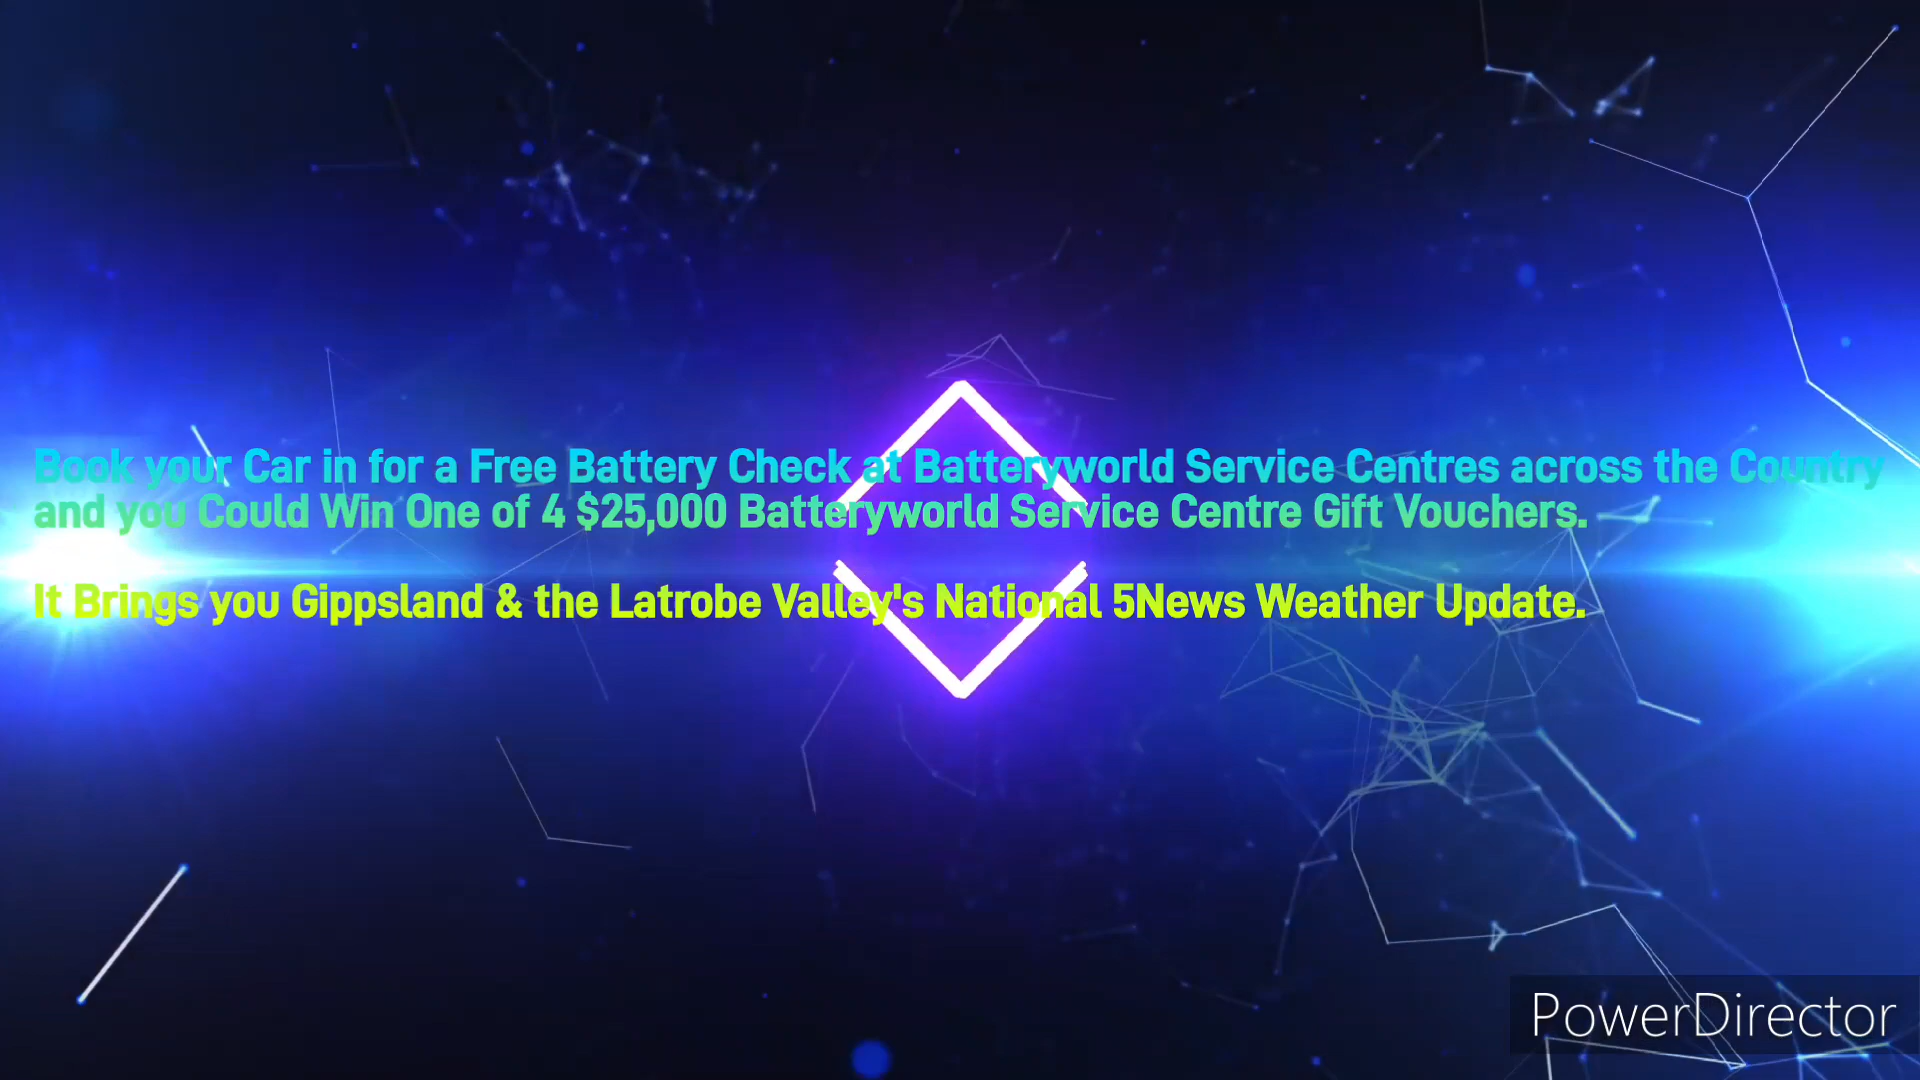 Book your Car in for a Free Battery Check at Batteryworld Service Centres across the Country
and you Could Win One of 4 $25,000 Batteryworld Service Centre Gift Vouchers.
It Brings you Gippsland & the Latrobe Valley's National 5News Weather Update.
PowerDirector